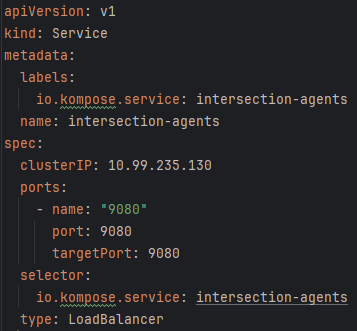 apiVersion: v1
kind: Service
metadata:
  labels:
    io.kompose.service: intersection-agents
  name: intersection-agents
spec:
  clusterIP: 10.99.235.130
  ports:
    - name: "9080"
      port: 9080
      targetPort: 9080
  selector:
    io.kompose.service: intersection-agents
  type: LoadBalancer